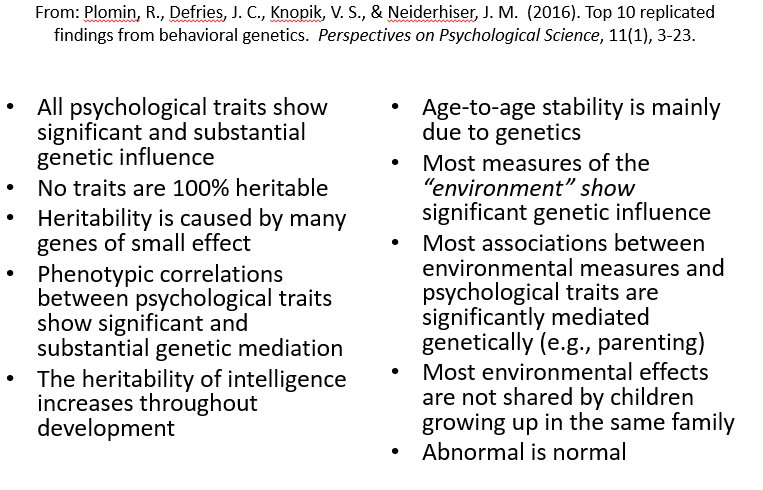 From: Plomin, R., Defries, J. C., Knopik, V. S., & Neiderhiser, J. M.  (2016). Top 10 replicated
findings from behavioral genetics.  Perspectives on Psychological Science, 11(1), 3-23.
• All psychological traits show
significant and substantial
genetic influence
• No traits are 100% heritable
• Heritability is caused by many
genes of small effect
• Phenotypic correlations
between psychological traits
show significant and
substantial genetic mediation
• The heritability of intelligence
increases throughout
development
• Age-to-age stability is mainly
due to genetics
• Most measures of the
“environment” show
significant genetic influence
• Most associations between
environmental measures and
psychological traits are
significantly mediated
genetically (e.g., parenting)
• Most environmental effects
are not shared by children
growing up in the same family
• Abnormal is normal